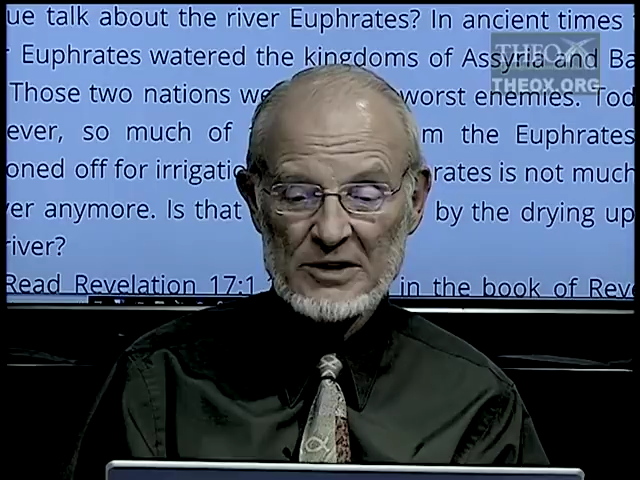 ue talk about the river Euphrates? In ancient times
r Euphrates watered the kingdoms of Assyria and Ba
Those two nations we worst enemies. Tod
ever, so much of m the Euphrates
oned off for irrigatio rates is not much
ver anymore. Is that by the drying up
river?
Read Revelation 17:1 in the book of Reve
THEOX
THEOX.ORG